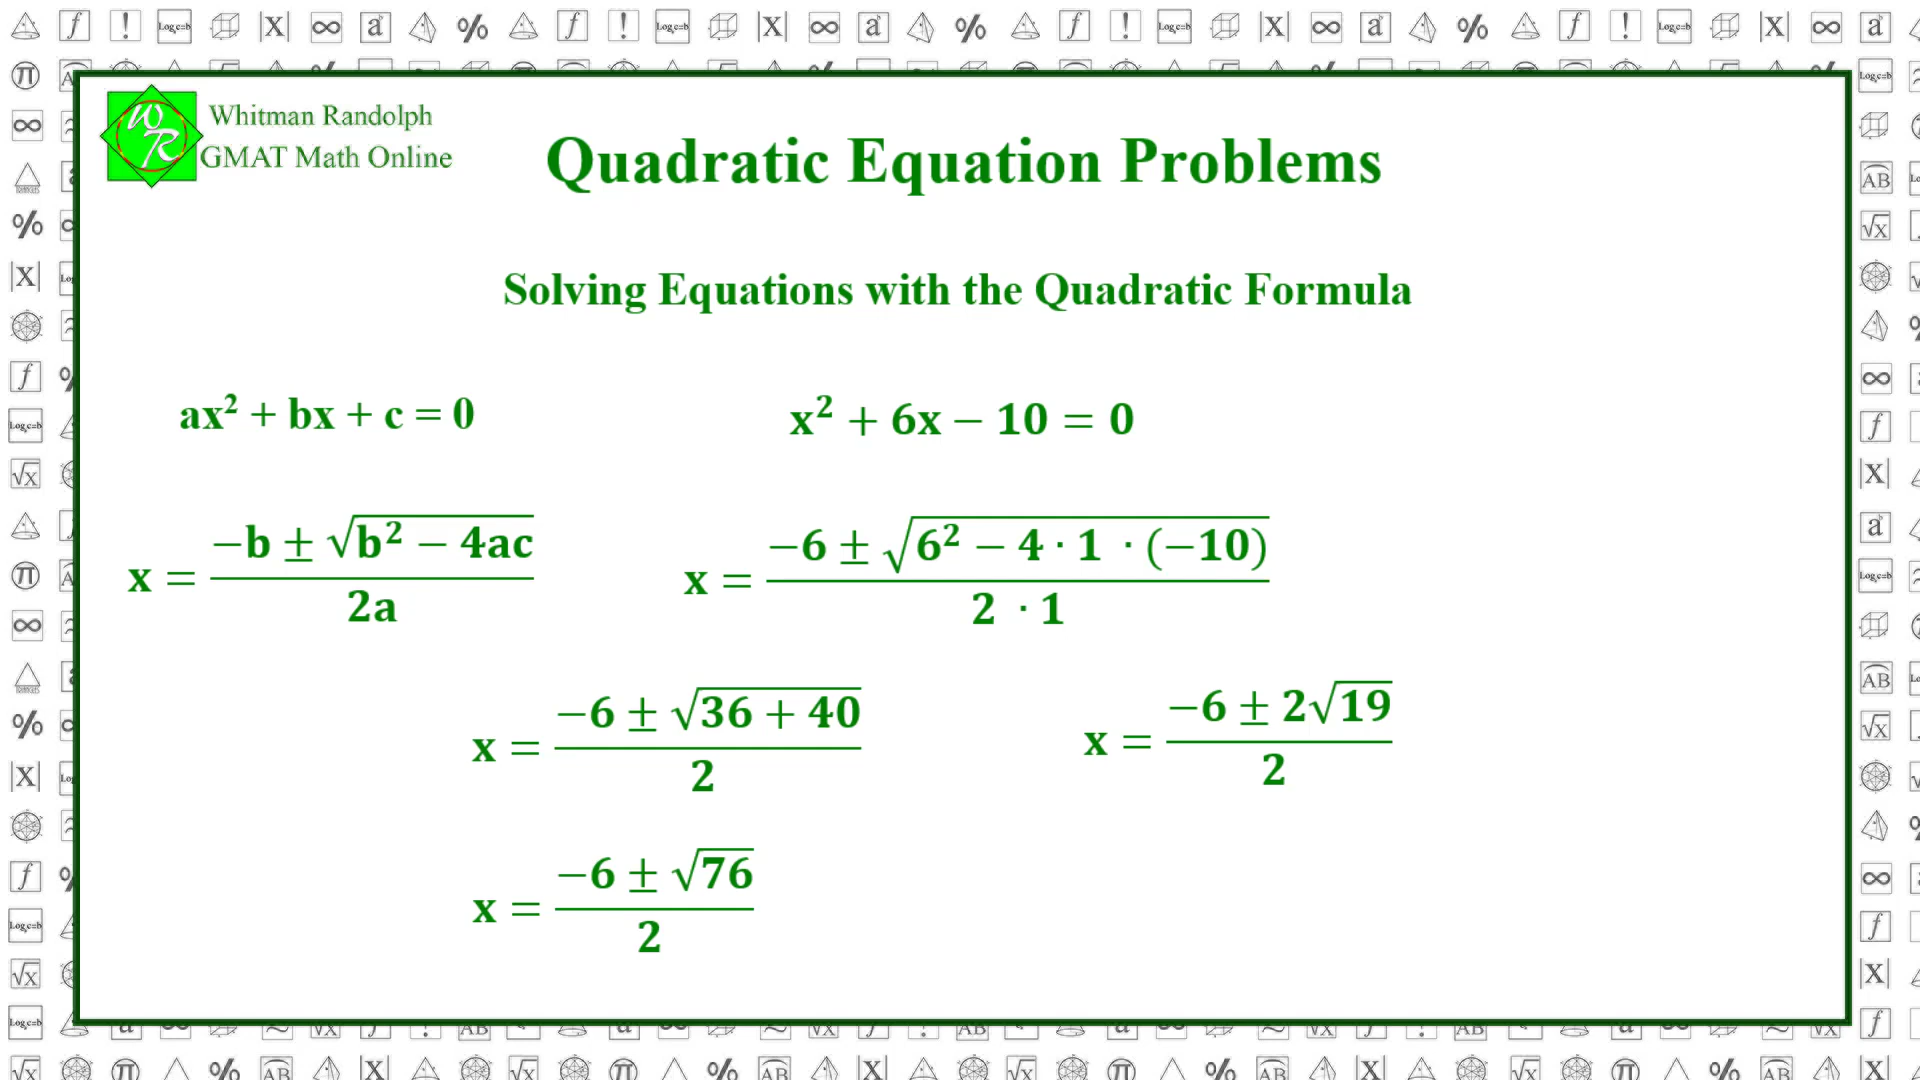 Whitman Randolph
GMAT Math Online
Quadratic Equation Problems
Solving Equations with the Quadratic Formula
ax² + bx + c = 0
x² + 6x − 10 = 0
x = (−b ± √(b² − 4ac)) / 2a
x = (−6 ± √(6² − 4 · 1 · (−10))) / (2 · 1)
x = (−6 ± √(36 + 40)) / 2
x = (−6 ± 2√19) / 2
x = (−6 ± √76) / 2